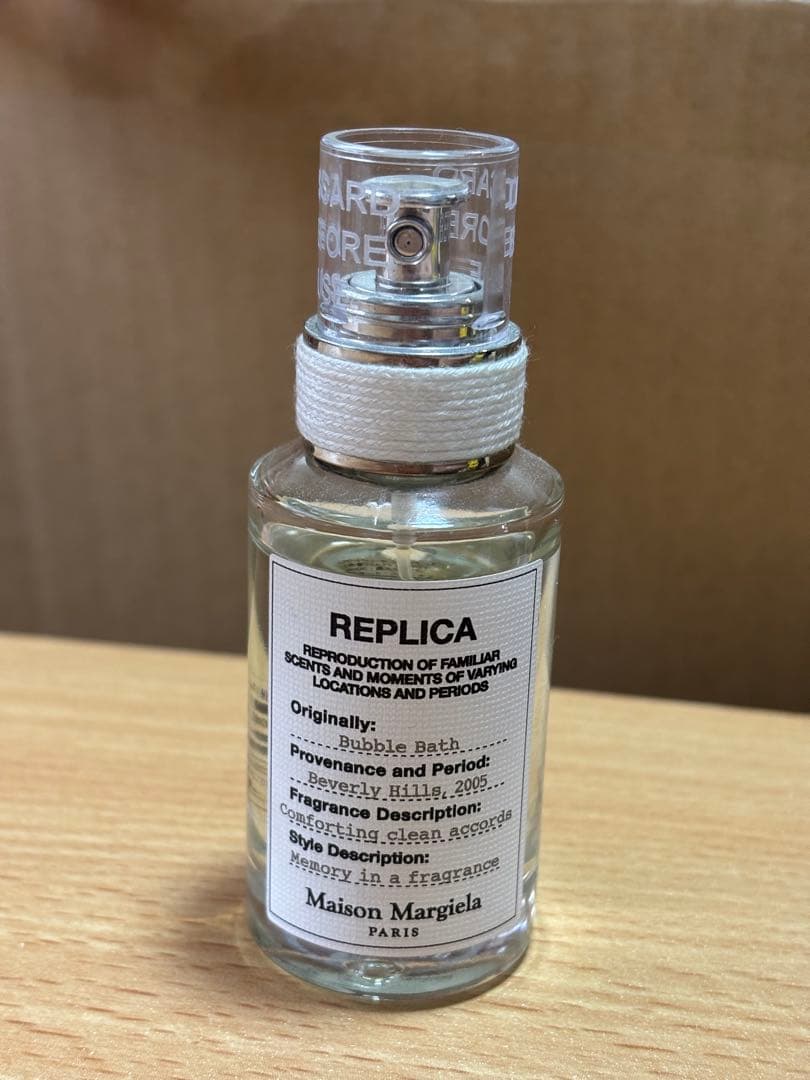 REPLICA
REPRODUCTION OF FAMILIAR
SCENTS AND MOMENTS OF VARYING
LOCATIONS AND PERIODS
Originally:
Bubble Bath
Provenance and Period:
Beverly Hills, 2005
Fragrance Description:
Comforting clean accords
Style Description:
Memory in a fragrance
Maison Margiela
PARIS